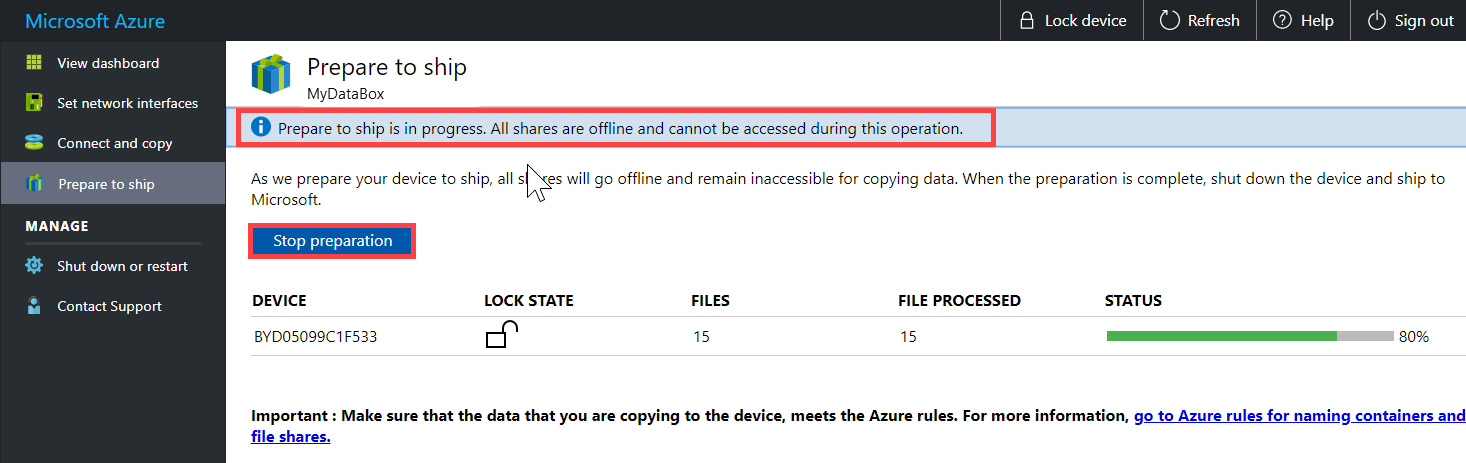 Microsoft Azure
Lock device
Refresh
Help
Sign out
View dashboard
Set network interfaces
Connect and copy
Prepare to ship
MANAGE
Shut down or restart
Contact Support
Prepare to ship
MyDataBox
Prepare to ship is in progress. All shares are offline and cannot be accessed during this operation.
As we prepare your device to ship, all shares will go offline and remain inaccessible for copying data. When the preparation is complete, shut down the device and ship to
Microsoft.
Stop preparation
DEVICE LOCK STATE FILES FILE PROCESSED STATUS
BYD05099C1F533 15 15 80%
Important : Make sure that the data that you are copying to the device, meets the Azure rules. For more information, go to Azure rules for naming containers and
file shares.